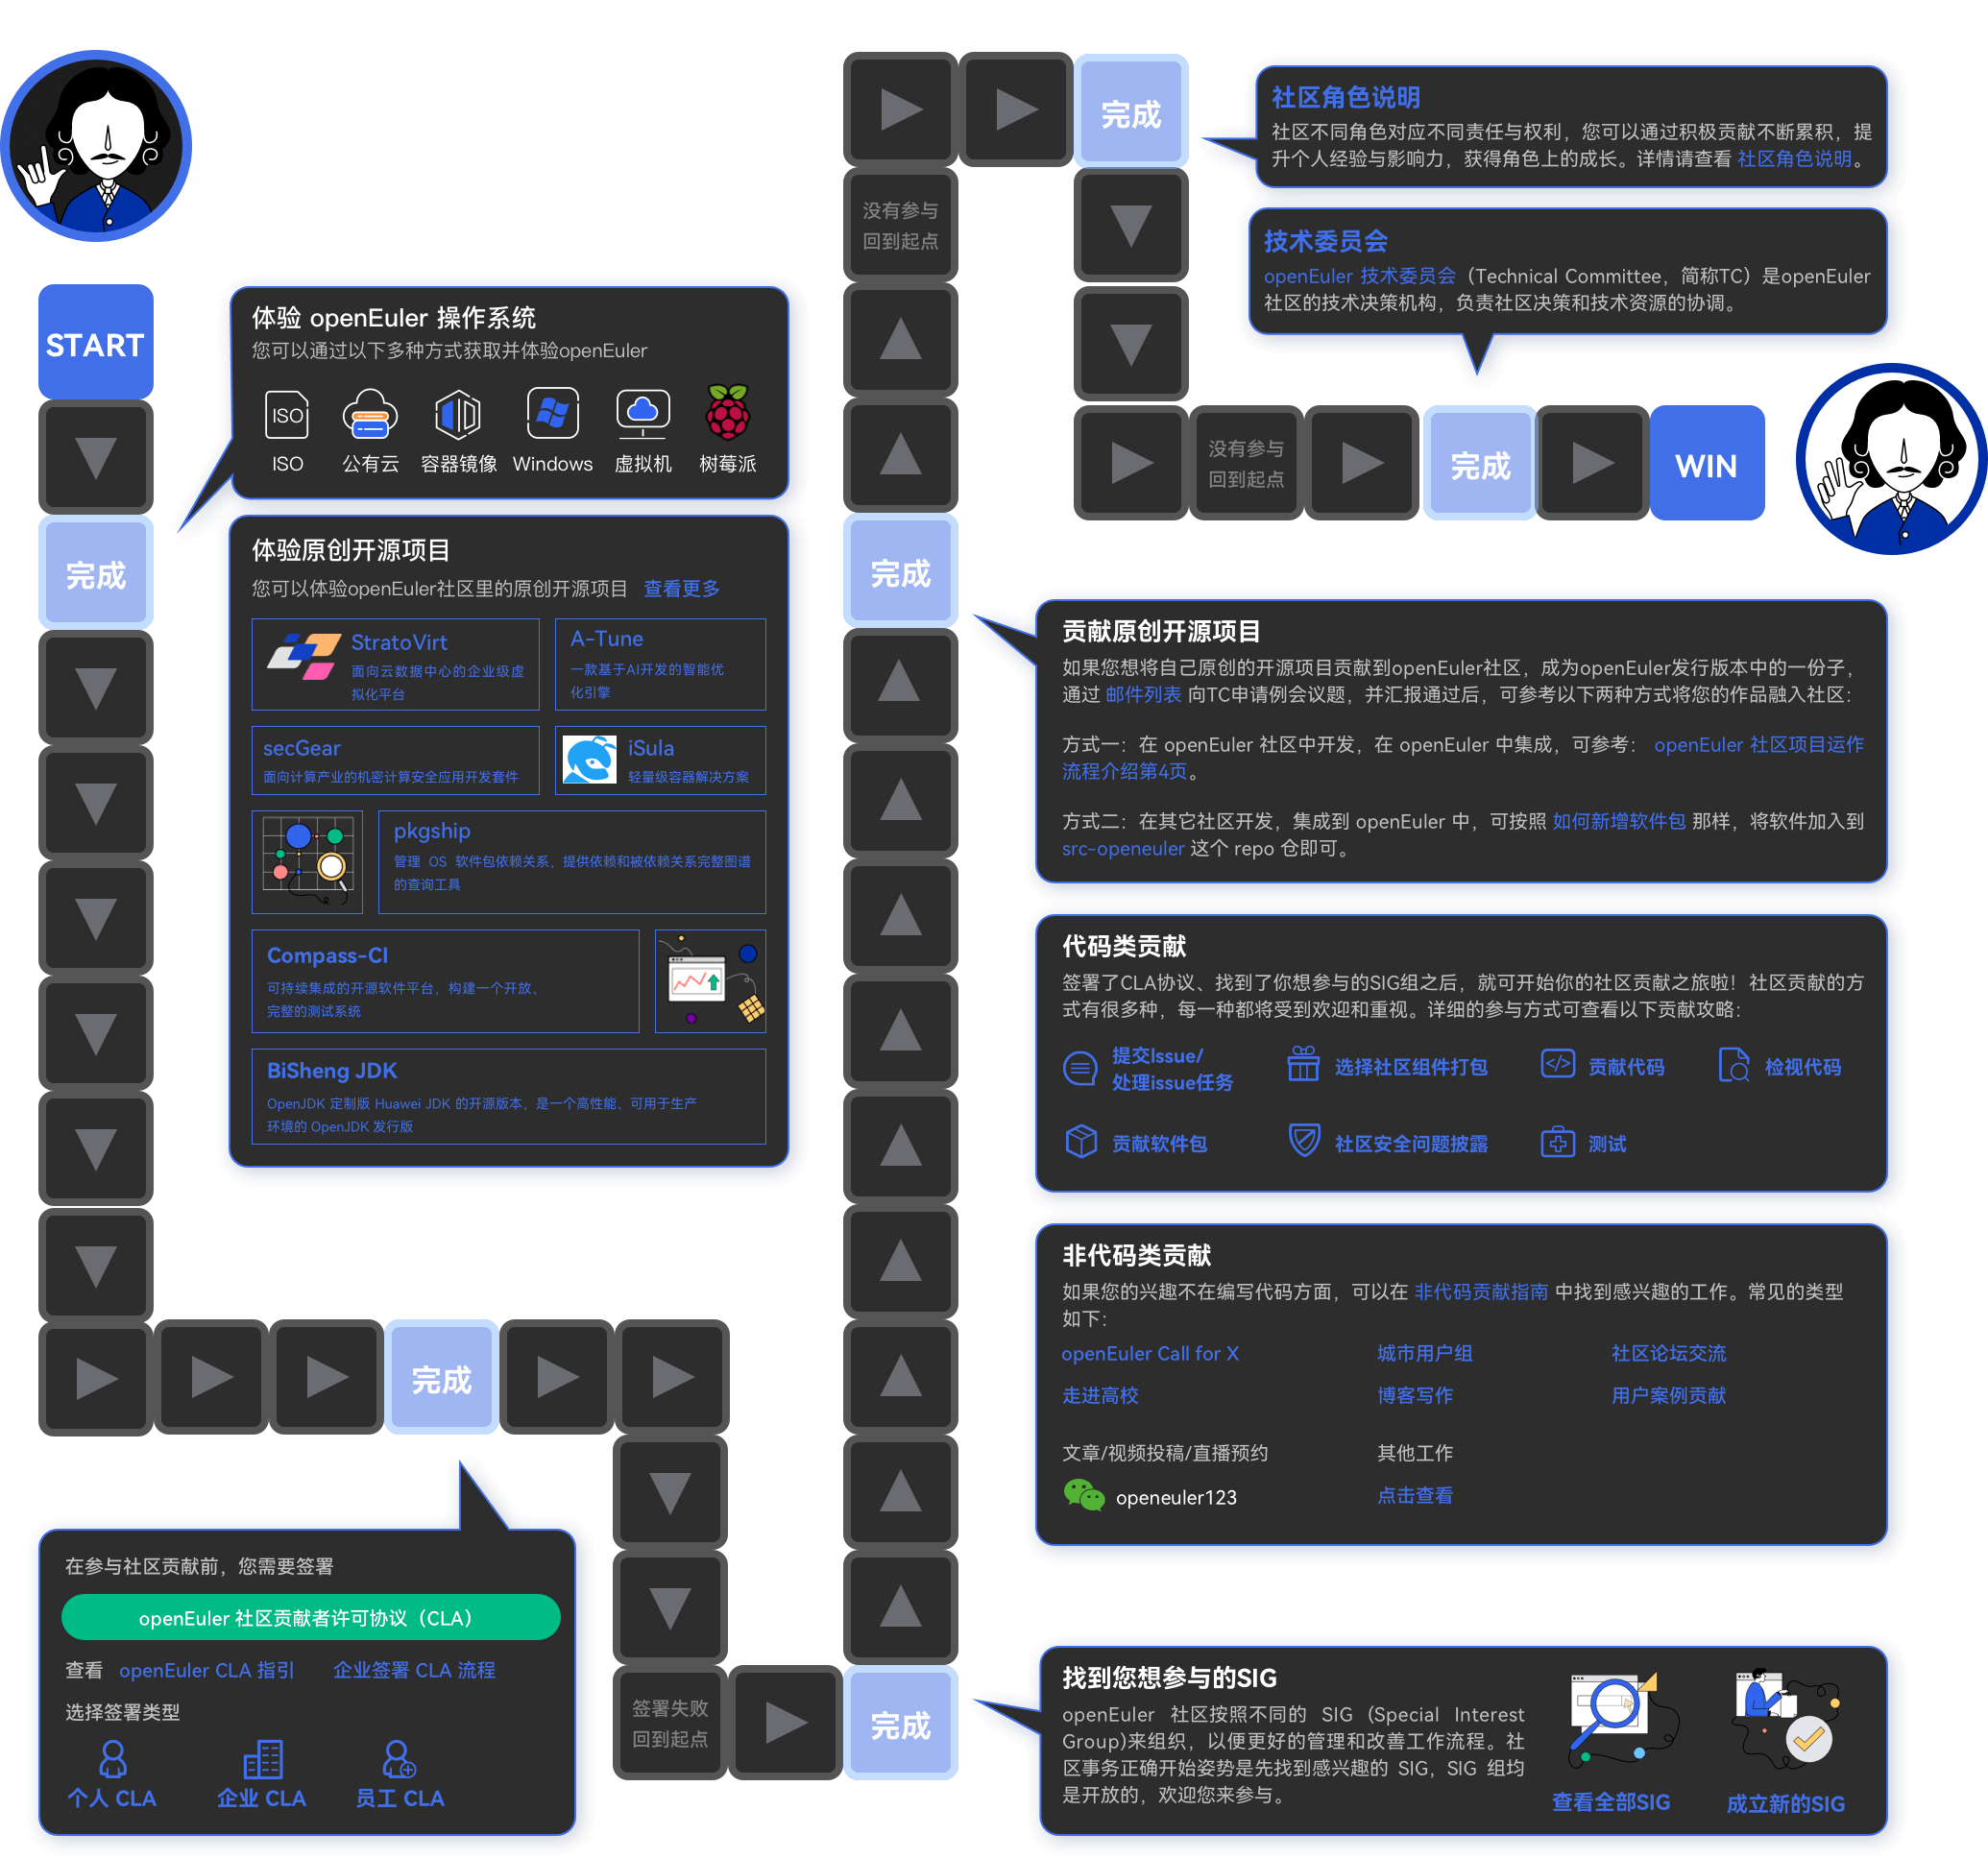 START
完成
体验 openEuler 操作系统
您可以通过以下多种方式获取并体验openEuler
ISO
ISO
公有云
容器镜像
Windows
虚拟机
树莓派
体验原创开源项目
您可以体验openEuler社区里的原创开源项目 查看更多
StratoVirt
面向云数据中心的企业级虚
拟化平台
A-Tune
一款基于AI开发的智能优
化引擎
secGear
面向计算产业的机密计算安全应用开发套件
iSula
轻量级容器解决方案
pkgship
管理 OS 软件包依赖关系，提供依赖和被依赖关系完整图谱
的查询工具
Compass-CI
可持续集成的开源软件平台，构建一个开放、
完整的测试系统
BiSheng JDK
OpenJDK 定制版 Huawei JDK 的开源版本，是一个高性能、可用于生产
环境的 OpenJDK 发行版
完成
在参与社区贡献前，您需要签署
openEuler 社区贡献者许可协议（CLA）
查看 openEuler CLA 指引 企业签署 CLA 流程
选择签署类型
个人 CLA
企业 CLA
员工 CLA
签署失败
回到起点
完成
找到您想参与的SIG
openEuler 社区按照不同的 SIG (Special Interest
Group)来组织，以便更好的管理和改善工作流程。社
区事务正确开始姿势是先找到感兴趣的 SIG，SIG 组均
是开放的，欢迎您来参与。
查看全部SIG
成立新的SIG
完成
贡献原创开源项目
如果您想将自己原创的开源项目贡献到openEuler社区，成为openEuler发行版本中的一份子，
通过 邮件列表 向TC申请例会议题，并汇报通过后，可参考以下两种方式将您的作品融入社区：
方式一：在 openEuler 社区中开发，在 openEuler 中集成，可参考： openEuler 社区项目运作
流程介绍第4页。
方式二：在其它社区开发，集成到 openEuler 中，可按照 如何新增软件包 那样，将软件加入到
src-openeuler 这个 repo 仓即可。
代码类贡献
签署了CLA协议、找到了你想参与的SIG组之后，就可开始你的社区贡献之旅啦！社区贡献的方
式有很多种，每一种都将受到欢迎和重视。详细的参与方式可查看以下贡献攻略：
提交Issue/
处理issue任务
选择社区组件打包
贡献代码
检视代码
贡献软件包
社区安全问题披露
测试
非代码类贡献
如果您的兴趣不在编写代码方面，可以在 非代码贡献指南 中找到感兴趣的工作。常见的类型
如下：
openEuler Call for X
城市用户组
社区论坛交流
走进高校
博客写作
用户案例贡献
文章/视频投稿/直播预约
其他工作
openeuler123
点击查看
没有参与
回到起点
完成
社区角色说明
社区不同角色对应不同责任与权利，您可以通过积极贡献不断累积，提
升个人经验与影响力，获得角色上的成长。详情请查看 社区角色说明。
技术委员会
openEuler 技术委员会（Technical Committee，简称TC）是openEuler
社区的技术决策机构，负责社区决策和技术资源的协调。
没有参与
回到起点
完成
WIN